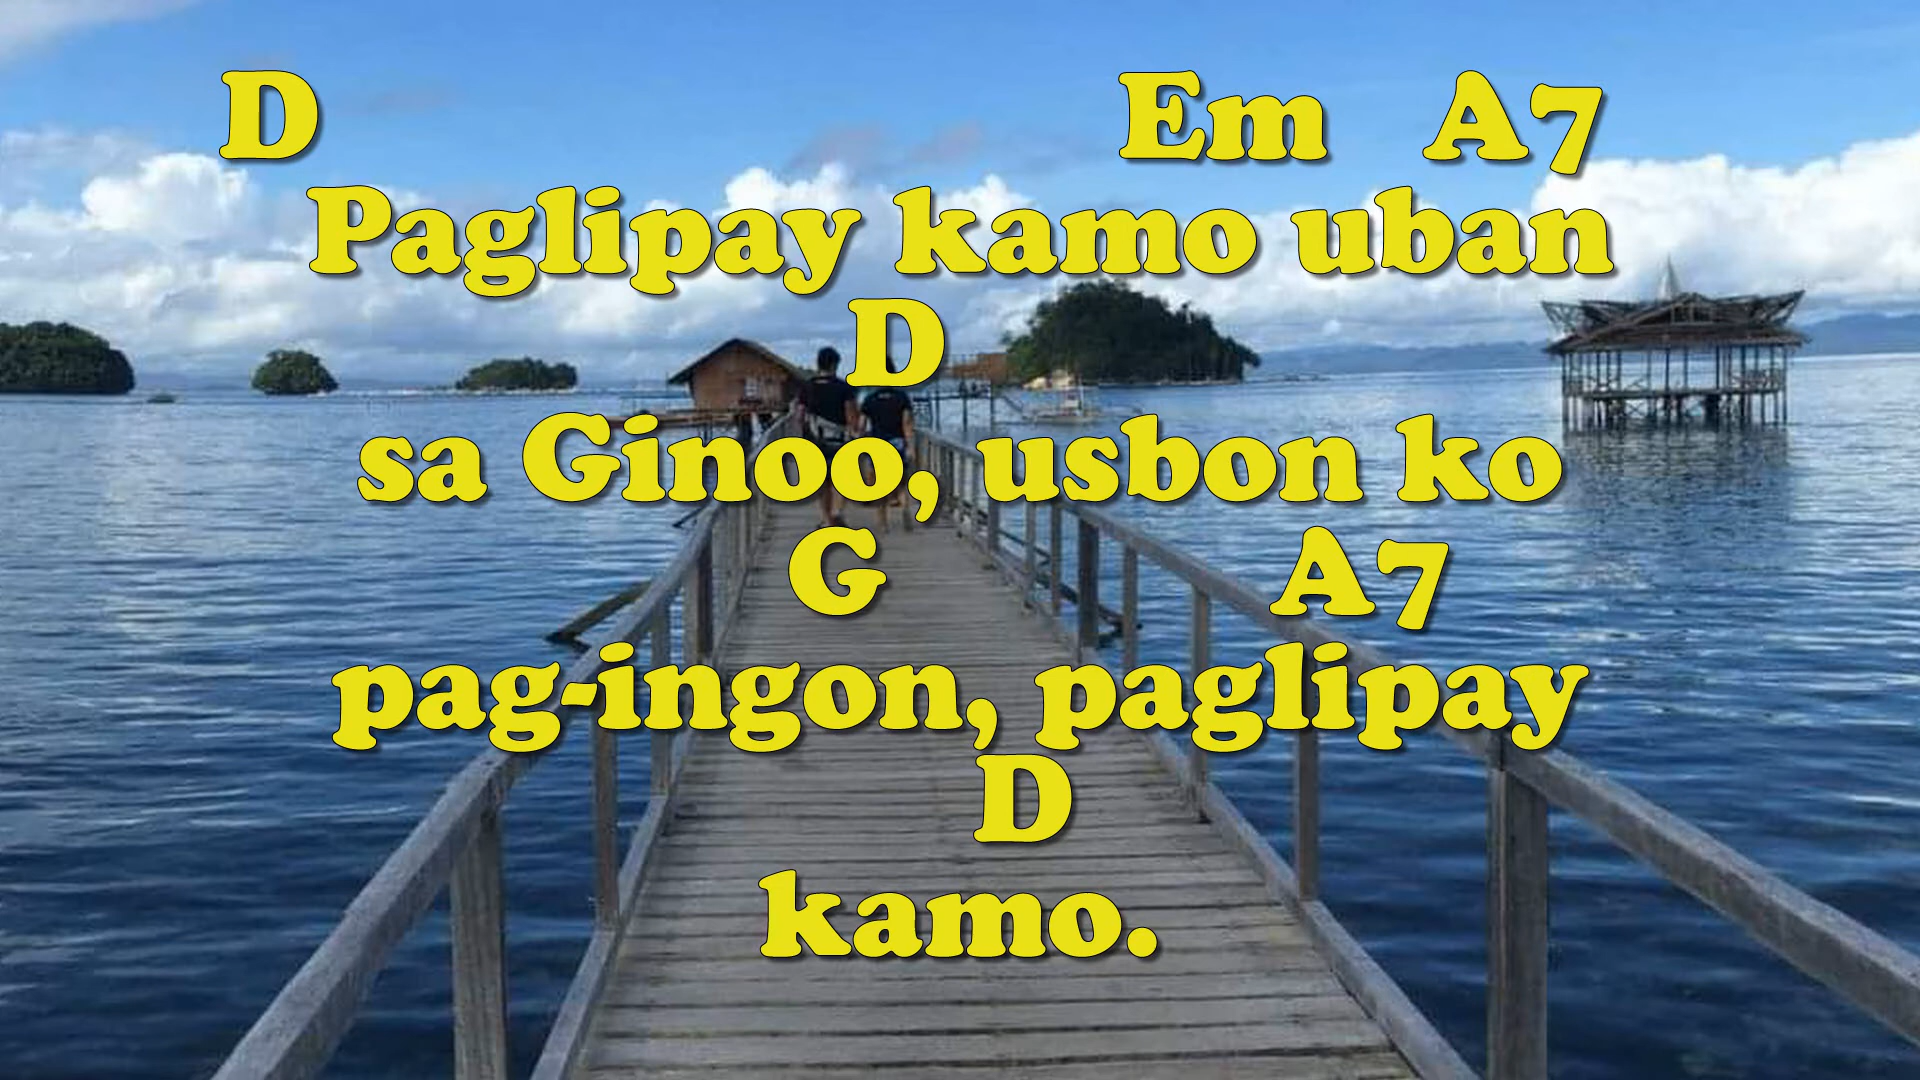 D Em A7
Paglipay kamo uban
D
sa Ginoo, usbon ko
G A7
pag-ingon, paglipay
D
kamo.